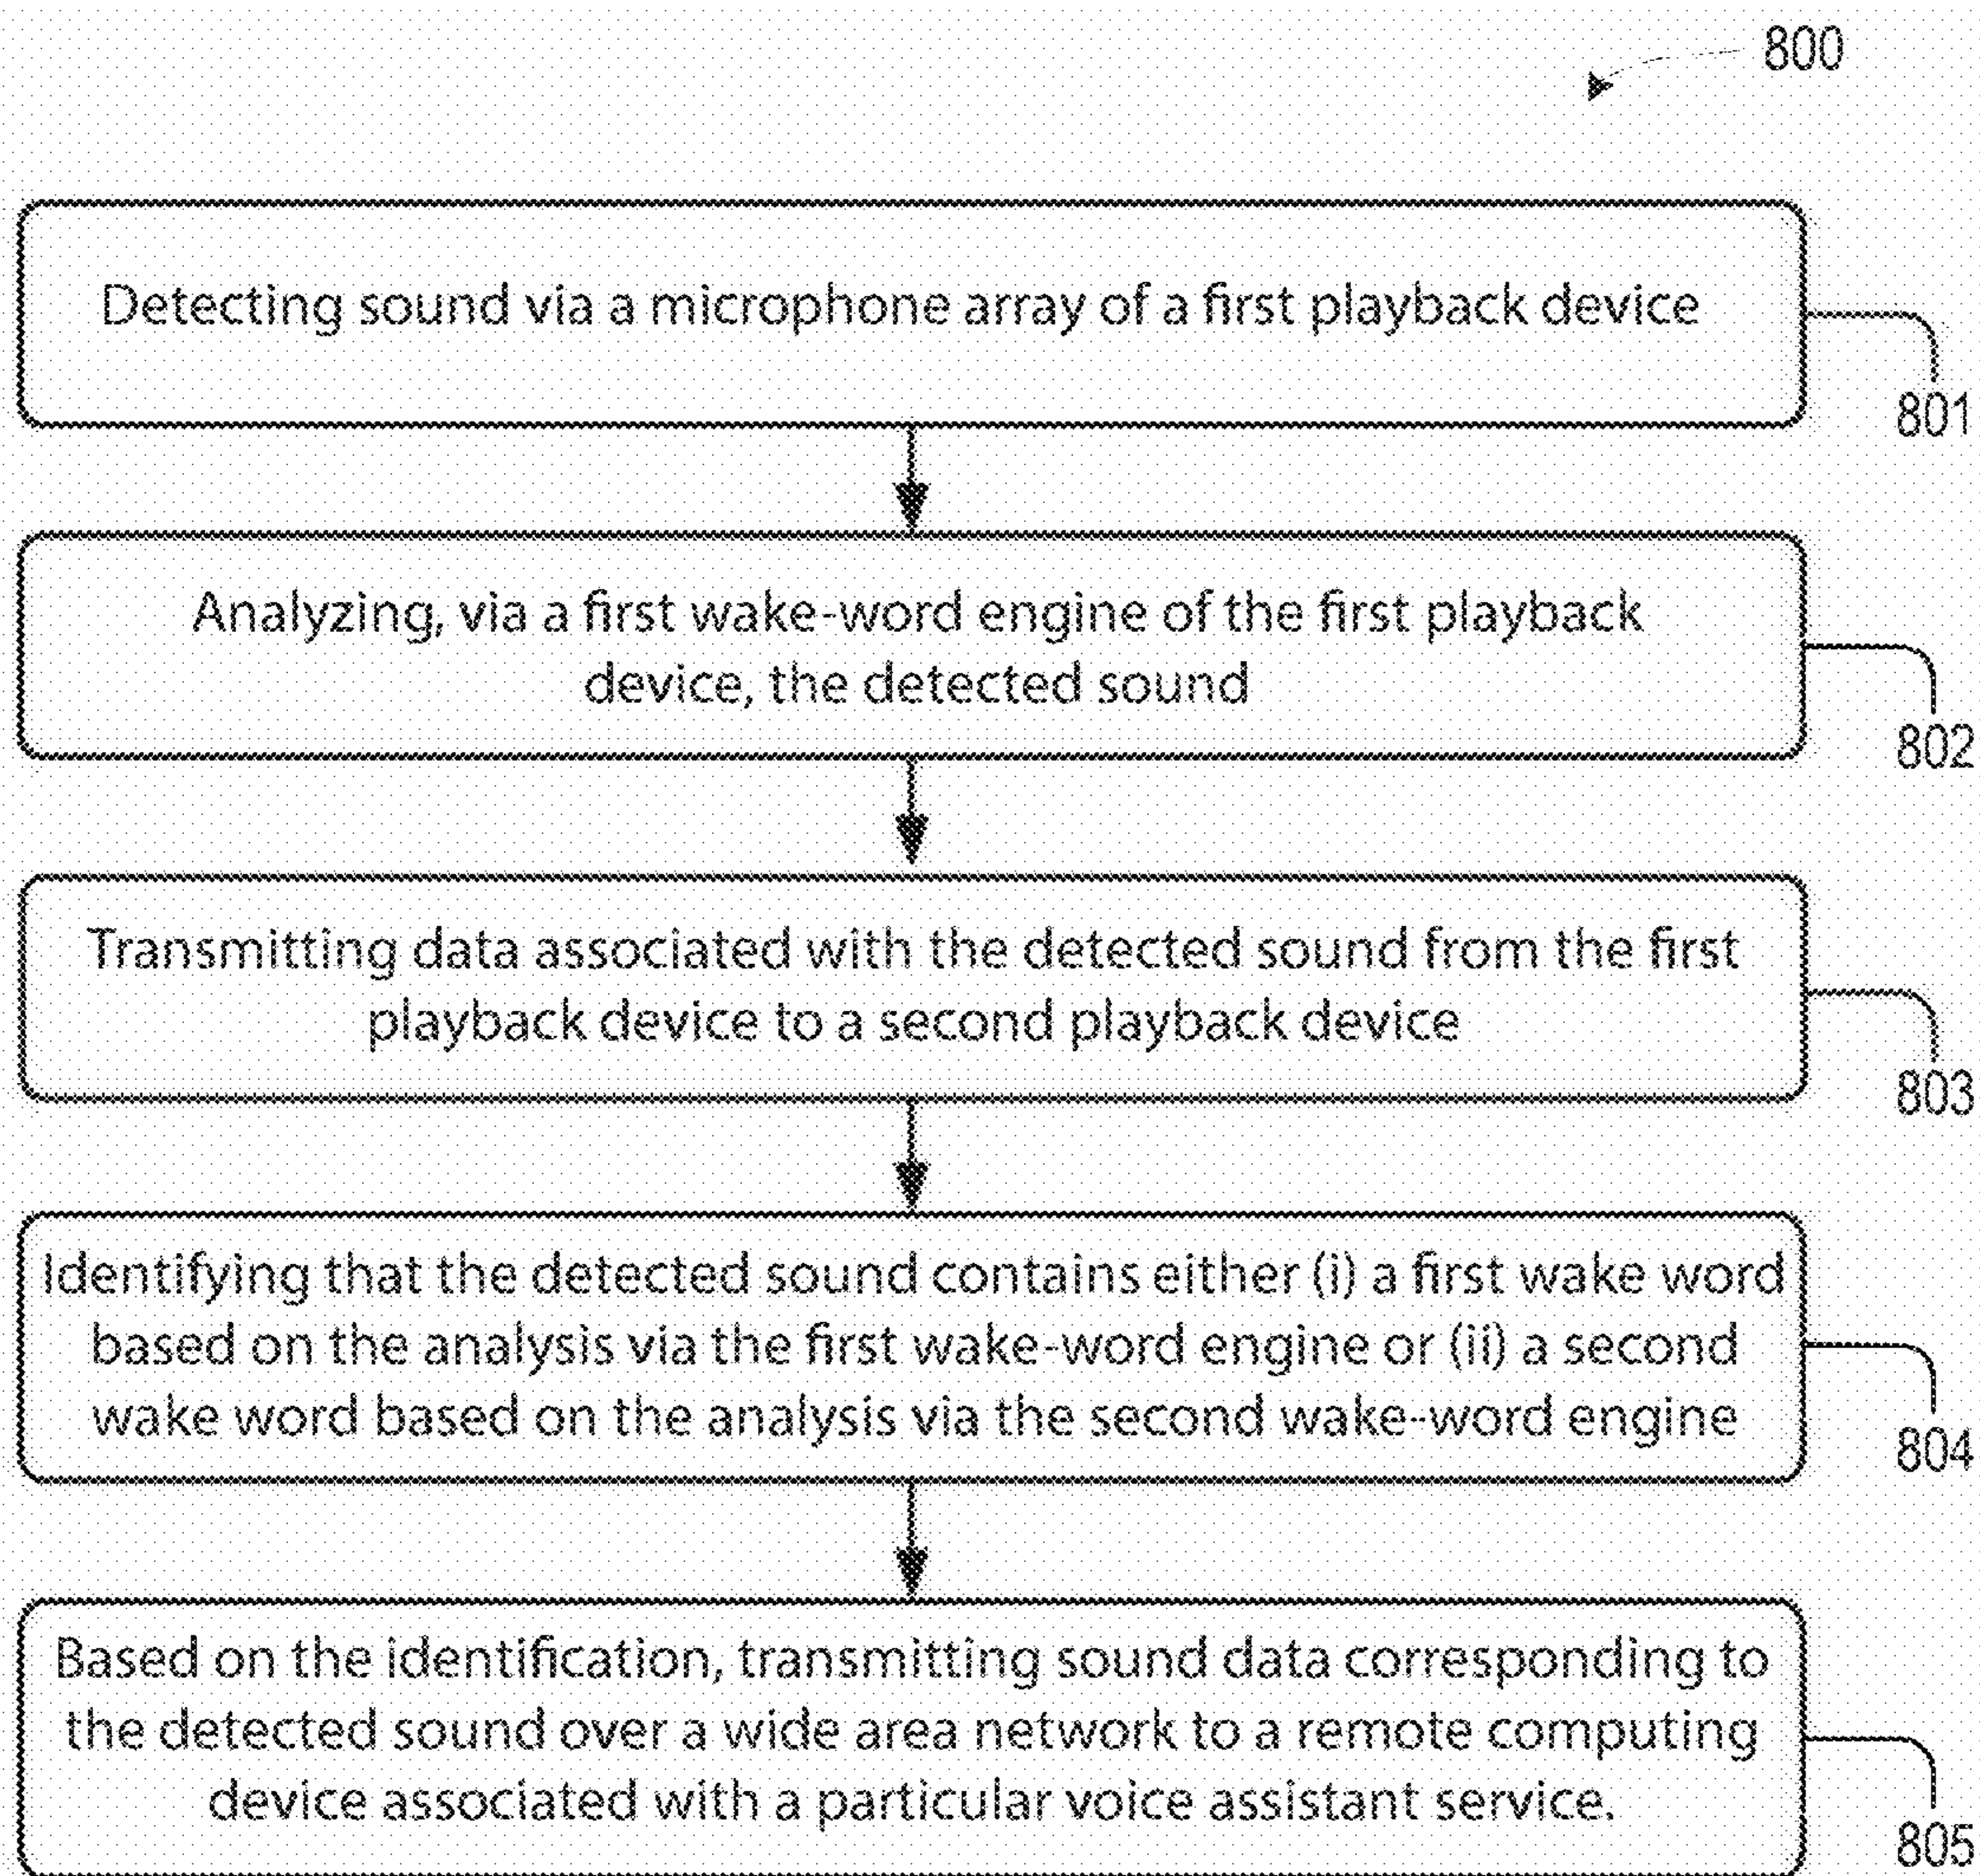 800
Detecting sound via a microphone array of a first playback device
801
Analyzing, via a first wake-word engine of the first playback
device, the detected sound
802
Transmitting data associated with the detected sound from the first
playback device to a second playback device
803
Identifying that the detected sound contains either (i) a first wake word
based on the analysis via the first wake-word engine or (ii) a second
wake word based on the analysis via the second wake-word engine
804
Based on the identification, transmitting sound data corresponding to
the detected sound over a wide area network to a remote computing
device associated with a particular voice assistant service.
805